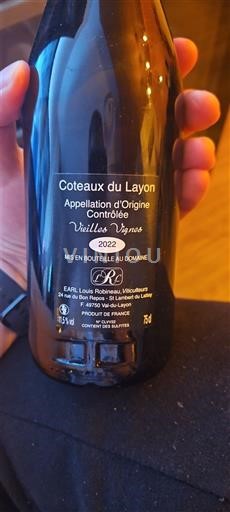 Coteaux du Layon
Appellation d'Origine
Contrôlée
Vieilles Vignes
2022
MIS EN BOUTEILLE AU DOMAINE
LRL
EARL Louis Robineau, Viticulteurs
24 rue du Bon Repos - St Lambert du Lattay
F. 49750 Val-du-Layon
PRODUIT DE FRANCE
N° CLVV22
CONTIENT DES SULFITES
75cl